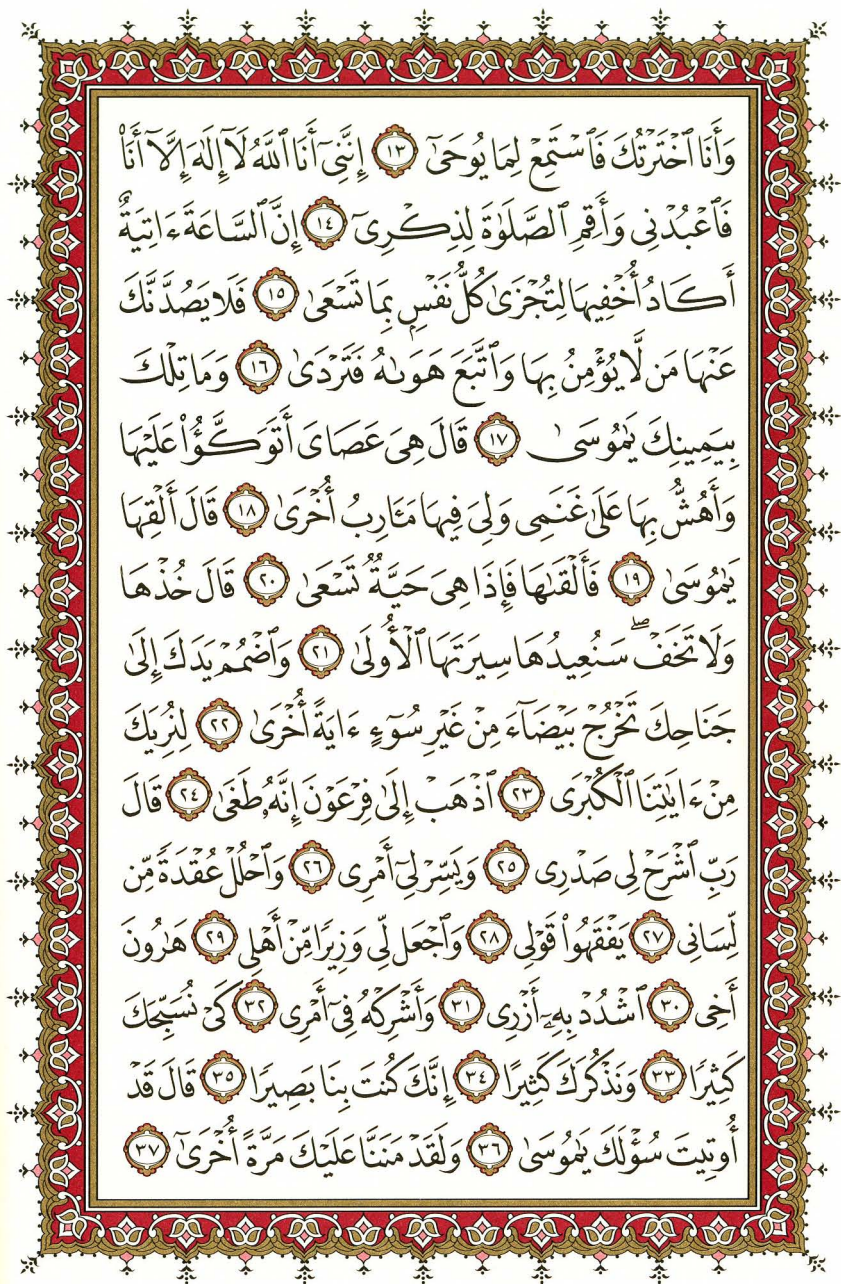 وَأَنَا ٱخْتَرْتُكَ فَٱسْتَمِعْ لِمَا يُوحَىٰٓ ١٣ إِنَّنِىٓ أَنَا ٱللَّهُ لَآ إِلَٰهَ إِلَّآ أَنَا۠
فَٱعْبُدْنِى وَأَقِمِ ٱلصَّلَوٰةَ لِذِكْرِىٓ ١٤ إِنَّ ٱلسَّاعَةَ ءَاتِيَةٌ
أَكَادُ أُخْفِيهَا لِتُجْزَىٰ كُلُّ نَفْسٍۭ بِمَا تَسْعَىٰ ١٥ فَلَا يَصُدَّنَّكَ
عَنْهَا مَن لَّا يُؤْمِنُ بِهَا وَٱتَّبَعَ هَوَىٰهُ فَتَرْدَىٰ ١٦ وَمَا تِلْكَ
بِيَمِينِكَ يَٰمُوسَىٰ ١٧ قَالَ هِىَ عَصَاىَ أَتَوَكَّؤُا۟ عَلَيْهَا
وَأَهُشُّ بِهَا عَلَىٰ غَنَمِى وَلِىَ فِيهَا مَـَٔارِبُ أُخْرَىٰ ١٨ قَالَ أَلْقِهَا
يَٰمُوسَىٰ ١٩ فَأَلْقَىٰهَا فَإِذَا هِىَ حَيَّةٌ تَسْعَىٰ ٢٠ قَالَ خُذْهَا
وَلَا تَخَفْ ۖ سَنُعِيدُهَا سِيرَتَهَا ٱلْأُولَىٰ ٢١ وَٱضْمُمْ يَدَكَ إِلَىٰ
جَنَاحِكَ تَخْرُجْ بَيْضَآءَ مِنْ غَيْرِ سُوٓءٍ ءَايَةً أُخْرَىٰ ٢٢ لِنُرِيَكَ
مِنْ ءَايَٰتِنَا ٱلْكُبْرَى ٢٣ ٱذْهَبْ إِلَىٰ فِرْعَوْنَ إِنَّهُۥ طَغَىٰ ٢٤ قَالَ
رَبِّ ٱشْرَحْ لِى صَدْرِى ٢٥ وَيَسِّرْ لِىٓ أَمْرِى ٢٦ وَٱحْلُلْ عُقْدَةً مِّن
لِّسَانِى ٢٧ يَفْقَهُوا۟ قَوْلِى ٢٨ وَٱجْعَل لِّى وَزِيرًا مِّنْ أَهْلِى ٢٩ هَٰرُونَ
أَخِى ٣٠ ٱشْدُدْ بِهِۦٓ أَزْرِى ٣١ وَأَشْرِكْهُ فِىٓ أَمْرِى ٣٢ كَىْ نُسَبِّحَكَ
كَثِيرًا ٣٣ وَنَذْكُرَكَ كَثِيرًا ٣٤ إِنَّكَ كُنتَ بِنَا بَصِيرًا ٣٥ قَالَ قَدْ
أُوتِيتَ سُؤْلَكَ يَٰمُوسَىٰ ٣٦ وَلَقَدْ مَنَنَّا عَلَيْكَ مَرَّةً أُخْرَىٰٓ ٣٧